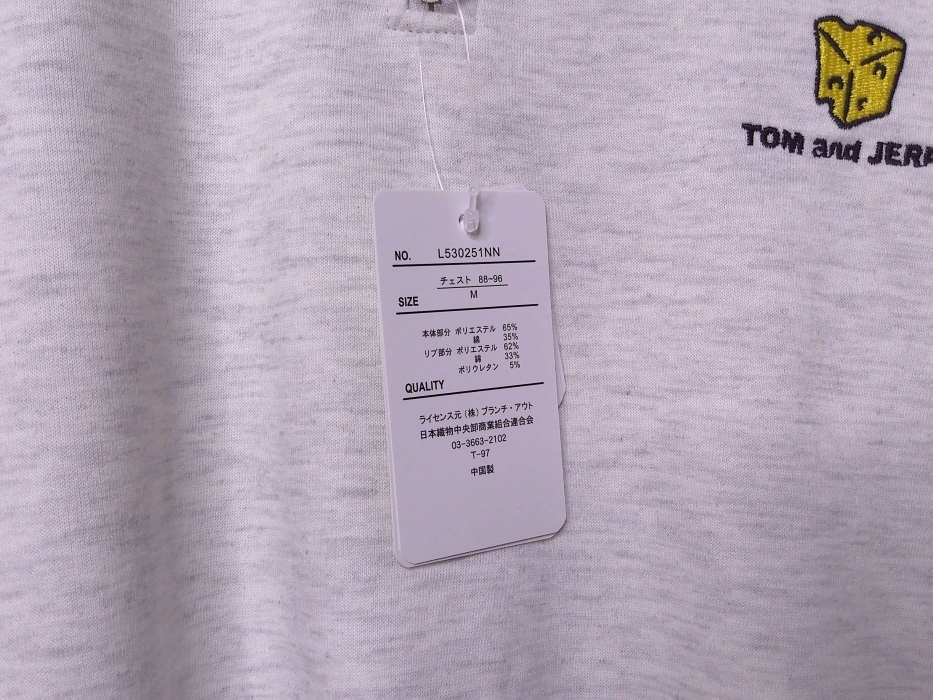 TOM and JER
NO. L530251NN
チェスト 88~96
SIZE M
本体部分 ポリエステル 65%
綿 35%
リブ部分 ポリエステル 62%
綿 33%
ポリウレタン 5%
QUALITY
ライセンス元(株)ブランチ・アウト
日本織物中央卸商業組合連合会
03-3663-2102
T-97
中国製